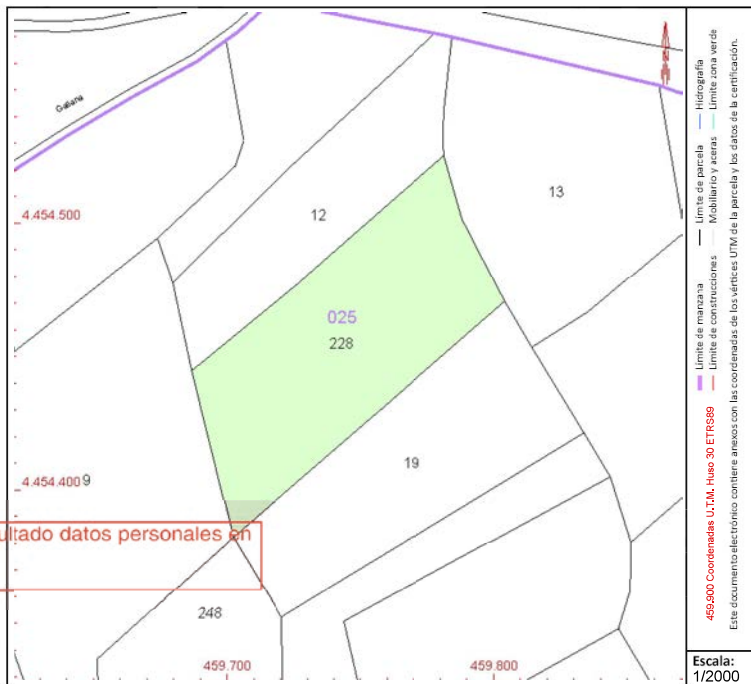 Galiana
12
13
4.454.500
025
228
19
4.454.400
9
ultado datos personales en
248
459.700
459.800
Límite de manzana
Límite de parcela
Hidrografía
459,900 Coordenadas U.T.M. Huso 30 ETRS89
Límite de construcciones
Mobiliario y aceras
Límite zona verde
Este documento electrónico contiene anexos con las coordenadas de los vértices UTM de la parcela y los datos de la certificación.
Escala:
1/2000